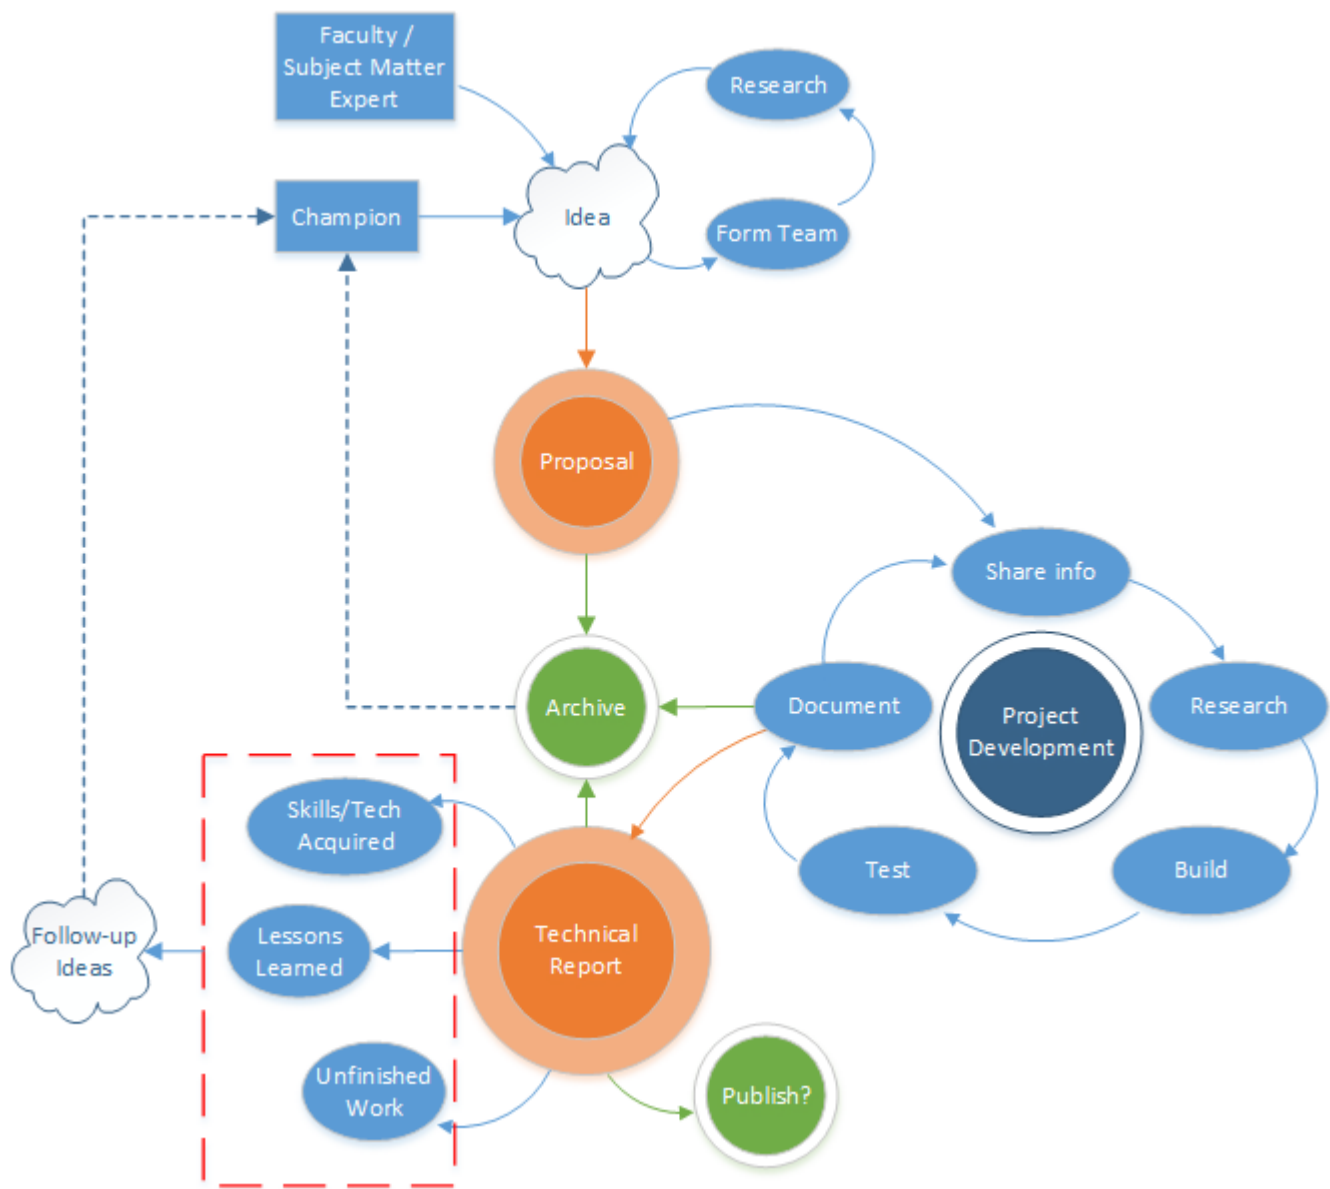 Faculty /
Subject Matter
Expert
Research
Champion
Idea
Form Team
Proposal
Share info
Archive
Document
Project
Development
Research
Skills/Tech
Acquired
Test
Build
Follow-up
Ideas
Lessons
Learned
Technical
Report
Unfinished
Work
Publish?